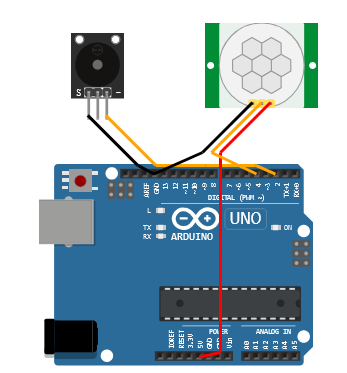 S –
AREF
GND
13
12
~11
~10
~9
8
7
~6
~5
4
~3
2
TX→1
RX←0
DIGITAL (PWM ~)
L
TX
RX
UNO
ON
ARDUINO
POWER
ANALOG IN
IOREF
RESET
3.3V
5V
GND
GND
Vin
A0
A1
A2
A3
A4
A5